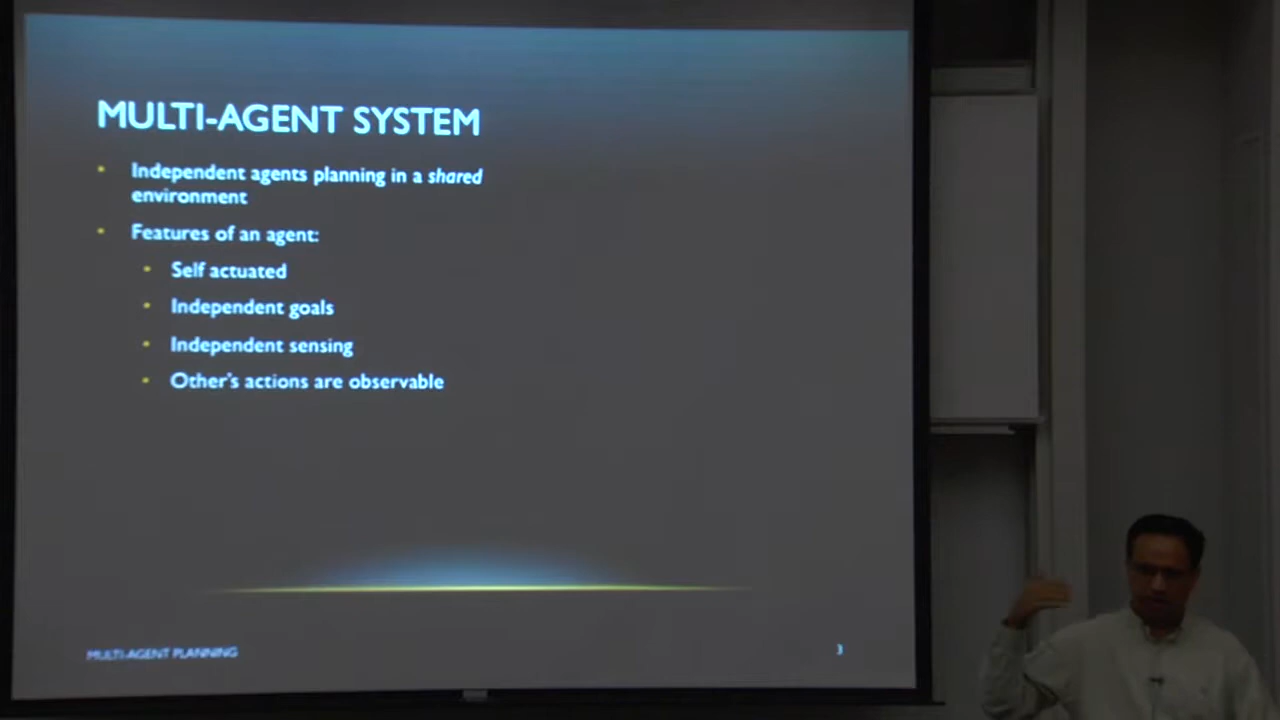 MULTI-AGENT SYSTEM
• Independent agents planning in a shared
environment
• Features of an agent:
• Self actuated
• Independent goals
• Independent sensing
• Other's actions are observable
MULTI-AGENT PLANNING
3